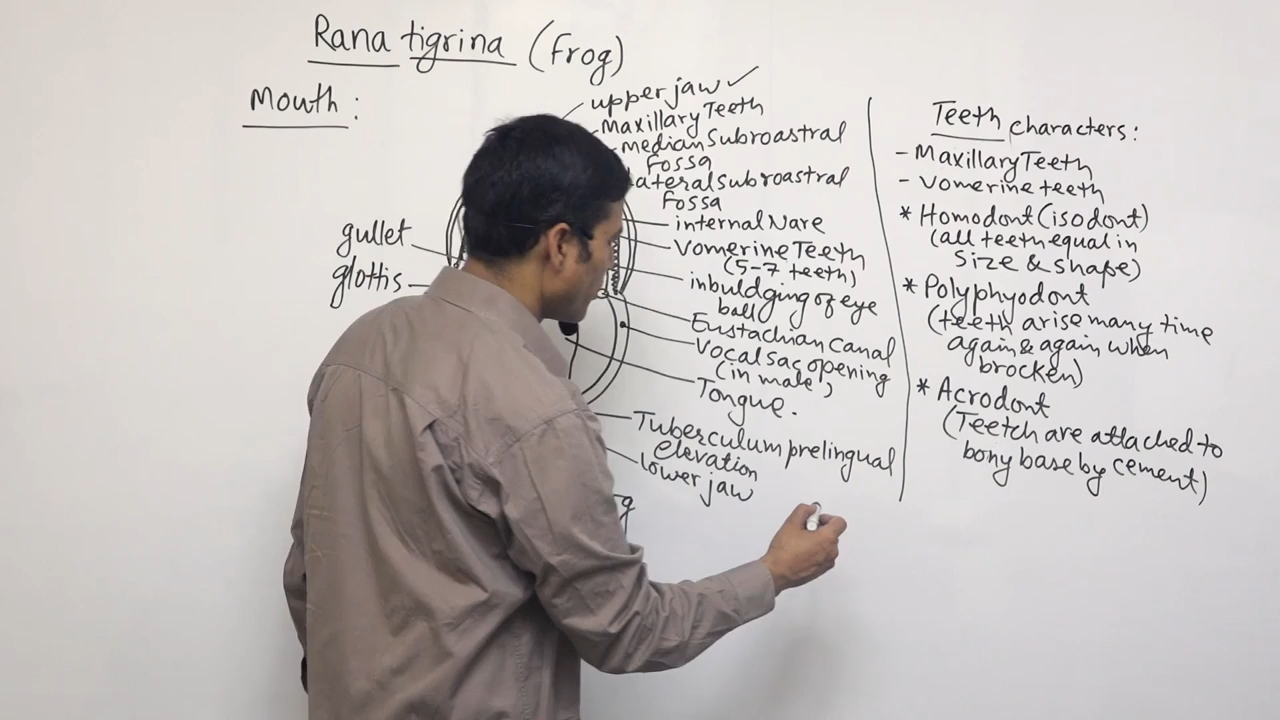 Rana tigrina (frog)
Mouth :
upper jaw ✓
Maxillary Teeth
median Subroastral
Fossa
Lateral subroastral
Fossa
internal Nare
Vomerine Teeth
(5-7 teeth)
inbuldging of eye
ball
Eustachian canal
Vocal sac opening
(in male)
Tongue.
Tuberculum prelingual
elevation
lower jaw
gullet
glottis
Teeth characters:
- Maxillary Teeth
- Vomerine teeth
* Homodont (isodont)
(all teeth equal in
size & shape)
* Polyphyodont
(teeth arise many time
again & again when
brocken)
* Acrodont
(Teetch are attached to
bony base by cement)